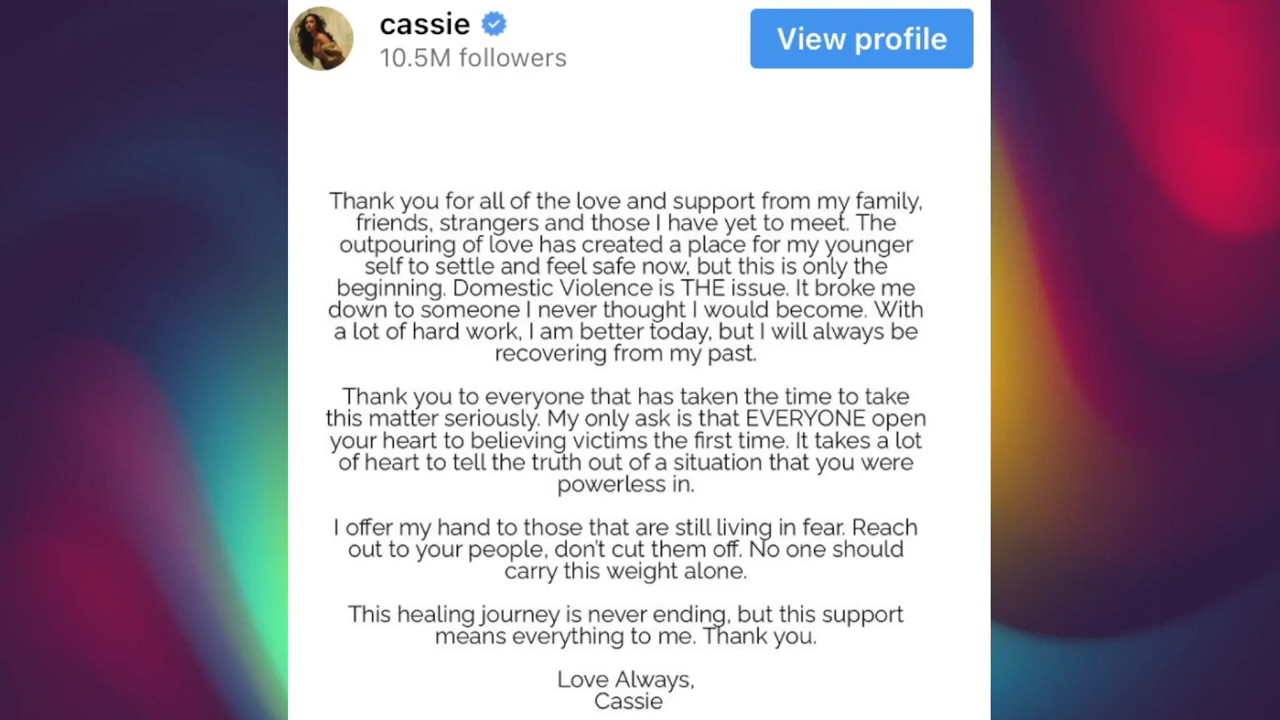 cassie
10.5M followers
View profile
Thank you for all of the love and support from my family,
friends, strangers and those I have yet to meet. The
outpouring of love has created a place for my younger
self to settle and feel safe now, but this is only the
beginning. Domestic Violence is THE issue. It broke me
down to someone I never thought I would become. With
a lot of hard work, I am better today, but I will always be
recovering from my past.
Thank you to everyone that has taken the time to take
this matter seriously. My only ask is that EVERYONE open
your heart to believing victims the first time. It takes a lot
of heart to tell the truth out of a situation that you were
powerless in.
I offer my hand to those that are still living in fear. Reach
out to your people, don't cut them off. No one should
carry this weight alone.
This healing journey is never ending, but this support
means everything to me. Thank you.
Love Always,
Cassie